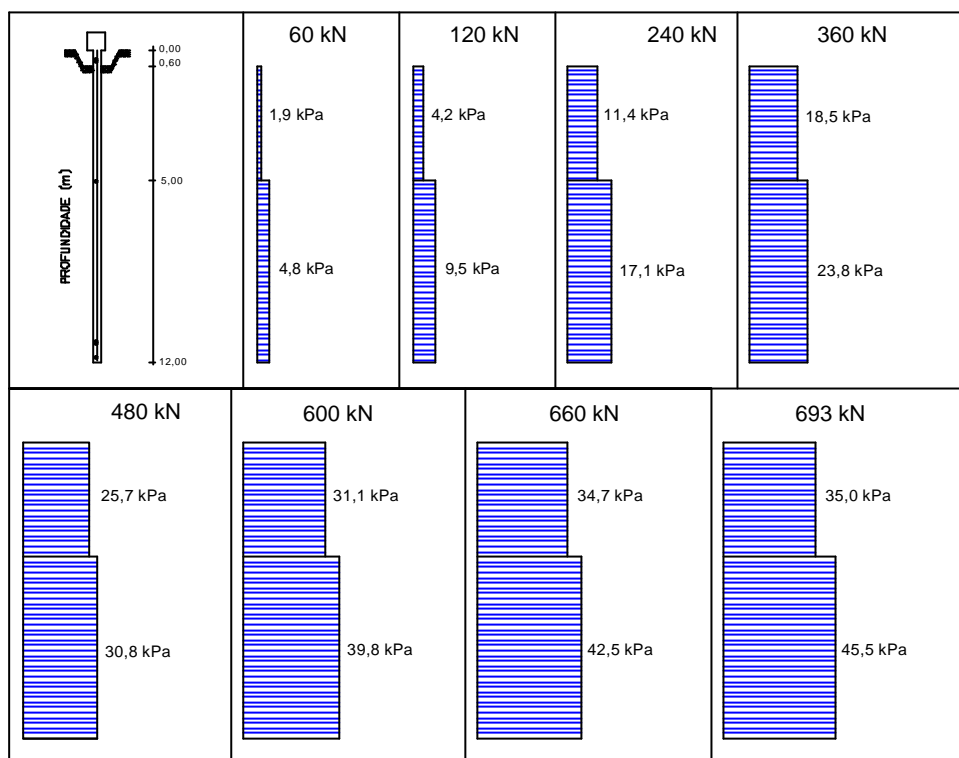 60 kN
120 kN
240 kN
360 kN
0,00
0,60
5,00
12,00
PROFUNDIDADE (m)
1,9 kPa
4,2 kPa
11,4 kPa
18,5 kPa
4,8 kPa
9,5 kPa
17,1 kPa
23,8 kPa
480 kN
600 kN
660 kN
693 kN
25,7 kPa
31,1 kPa
34,7 kPa
35,0 kPa
30,8 kPa
39,8 kPa
42,5 kPa
45,5 kPa